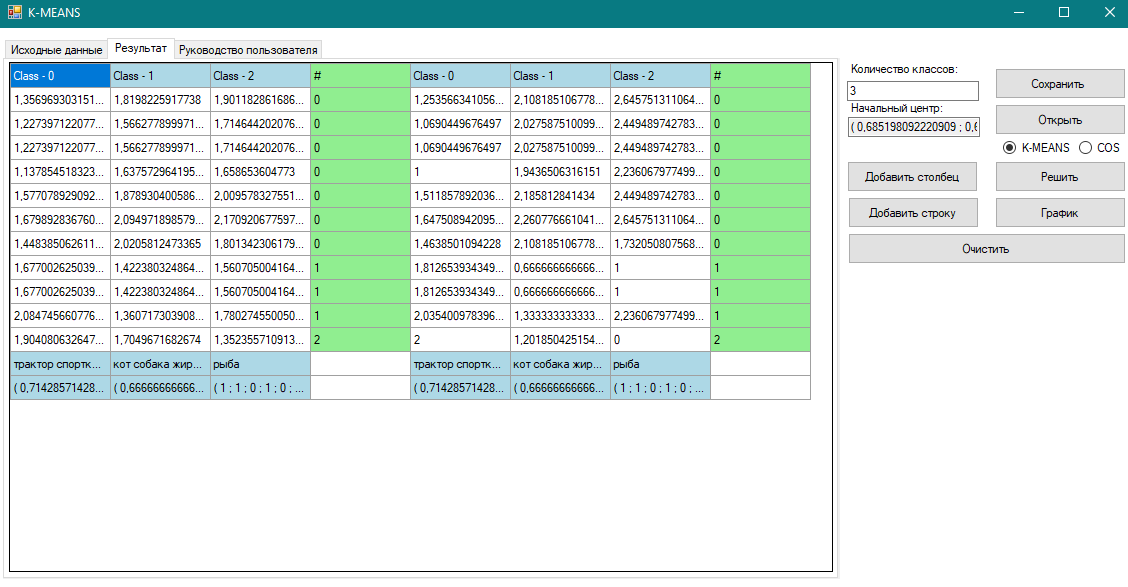 K-MEANS
Исходные данные Результат Руководство пользователя
Class - 0 Class - 1 Class - 2 # Class - 0 Class - 1 Class - 2 #
1,356969303151... 1,8198225917738 1,901182861686... 0 1,253566341056... 2,108185106778... 2,645751311064... 0
1,227397122077... 1,566277899971... 1,714644202076... 0 1,0690449676497 2,027587510099... 2,449489742783... 0
1,227397122077... 1,566277899971... 1,714644202076... 0 1,0690449676497 2,027587510099... 2,449489742783... 0
1,137854518323... 1,637572964195... 1,658653604773 0 1 1,9436506316151 2,236067977499... 0
1,577078929092... 1,878930400586... 2,009578327551... 0 1,511857892036... 2,185812841434 2,449489742783... 0
1,679892836760... 2,094971898579... 2,170920677597... 0 1,647508942095... 2,260776661041... 2,645751311064... 0
1,448385062611... 2,0205812473365 1,801342306179... 0 1,4638501094228 2,108185106778... 1,732050807568... 0
1,677002625039... 1,422380324864... 1,560705004164... 1 1,812653934349... 0,666666666666... 1 1
1,677002625039... 1,422380324864... 1,560705004164... 1 1,812653934349... 0,666666666666... 1 1
2,084745660776... 1,360717303908... 1,780274550050... 1 2,035400978396... 1,333333333333... 2,236067977499... 1
1,904080632647... 1,7049671682674 1,352355710913... 2 2 1,201850425154... 0 2
трактор спортк... кот собака жир... рыба трактор спортк... кот собака жир... рыба
( 0,71428571428... ( 0,66666666666... ( 1 ; 1 ; 0 ; 1 ; 0 ; ... ( 0,71428571428... ( 0,66666666666... ( 1 ; 1 ; 0 ; 1 ; 0 ; ...
Количество классов:
3
Начальный центр:
( 0,685198092220909 ; 0,6
Сохранить
Открыть
K-MEANS COS
Добавить столбец Решить
Добавить строку График
Очистить